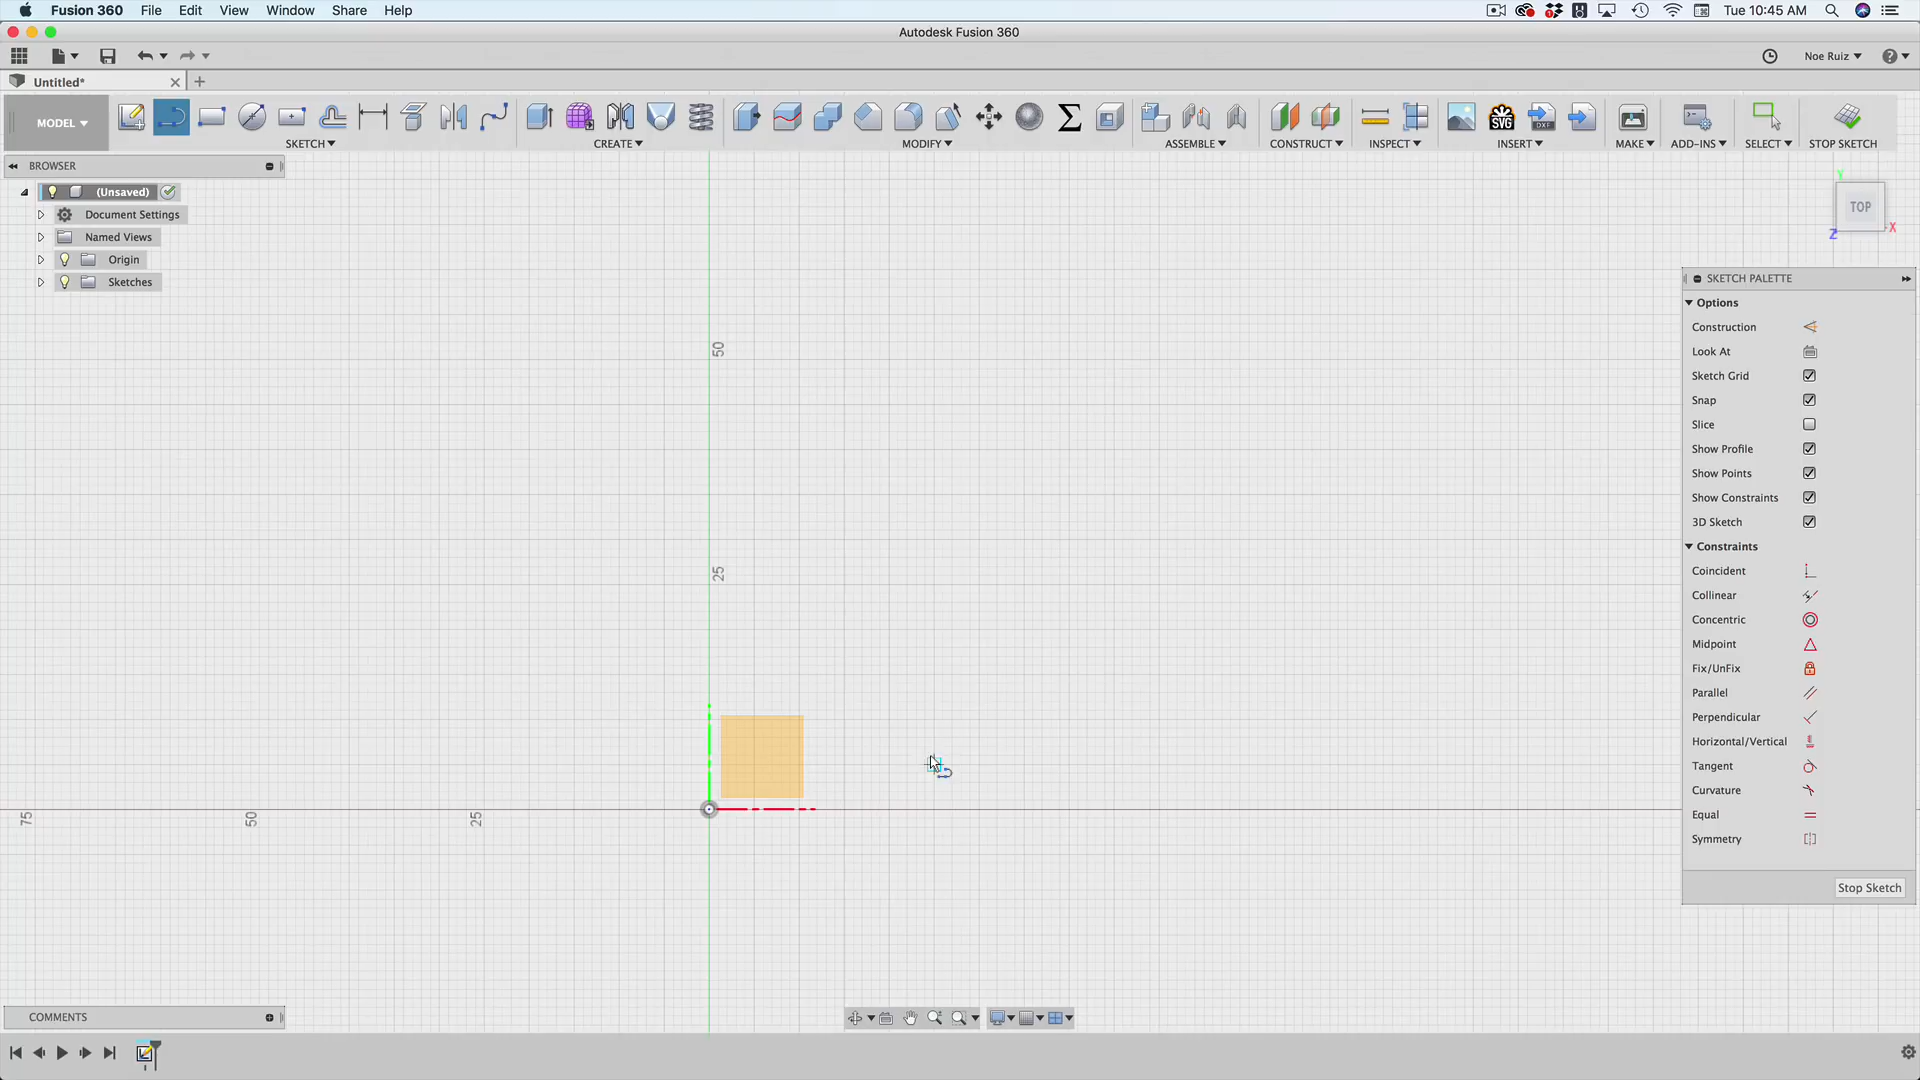 Fusion 360 File Edit View Window Share Help Tue 10:45 AM
Autodesk Fusion 360
Noe Ruiz
Untitled*
MODEL
SKETCH CREATE MODIFY ASSEMBLE CONSTRUCT INSPECT INSERT MAKE ADD-INS SELECT STOP SKETCH
SVG
DXF
BROWSER
(Unsaved)
Document Settings
Named Views
Origin
Sketches
Y
TOP
X
Z
SKETCH PALETTE
Options
Construction
Look At
Sketch Grid
Snap
Slice
Show Profile
Show Points
Show Constraints
3D Sketch
Constraints
Coincident
Collinear
Concentric
Midpoint
Fix/UnFix
Parallel
Perpendicular
Horizontal/Vertical
Tangent
Curvature
Equal
Symmetry
Stop Sketch
50
25
75 50 25
COMMENTS